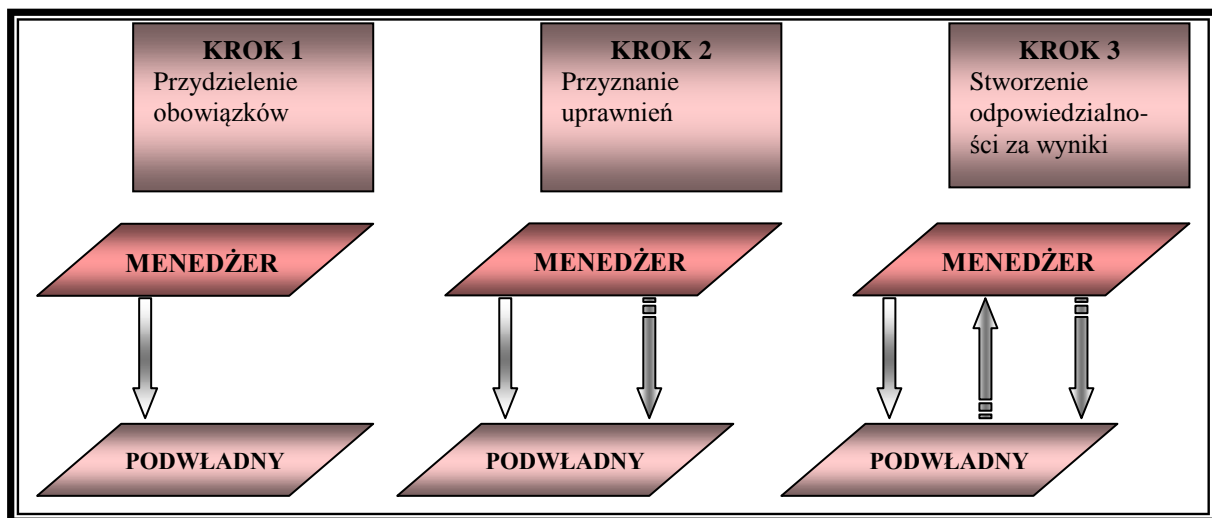 KROK 1
Przydzielenie
obowiązków
KROK 2
Przyznanie
uprawnień
KROK 3
Stworzenie
odpowiedzialno-
ści za wyniki
MENEDŻER
MENEDŻER
MENEDŻER
PODWŁADNY
PODWŁADNY
PODWŁADNY